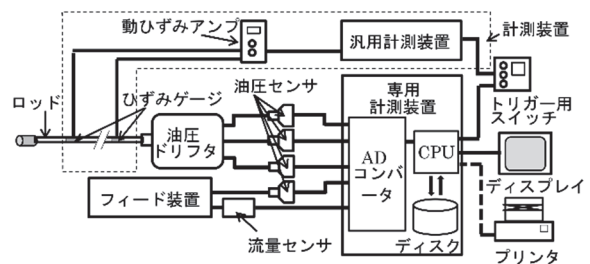 動ひずみアンプ
汎用計測装置
計測装置
ロッド
ひずみゲージ
油圧センサ
専用
計測装置
トリガー用
スイッチ
油圧
ドリフタ
AD
コンバ
ータ
CPU
ディスプレイ
フィード装置
流量センサ
ディスク
プリンタ